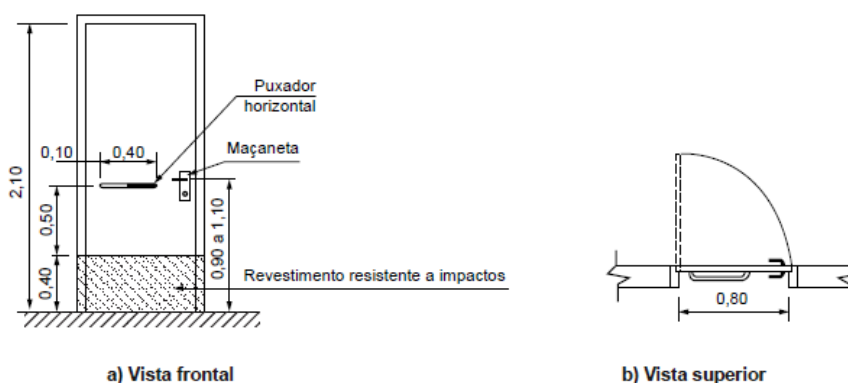 Puxador
horizontal
0,10
0,40
Maçaneta
2,10
0,50
0,90 a 1,10
0,40
Revestimento resistente a impactos
0,80
a) Vista frontal
b) Vista superior